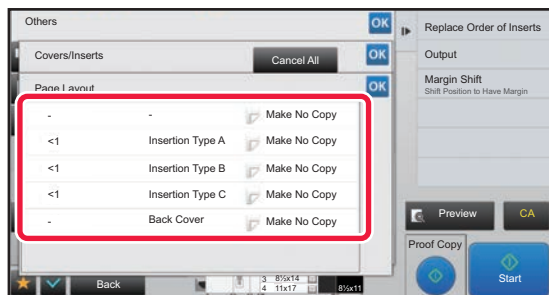 Others
OK
Covers/Inserts
Cancel All
OK
Page Layout
OK
-
-
Make No Copy
<1
Insertion Type A
Make No Copy
<1
Insertion Type B
Make No Copy
<1
Insertion Type C
Make No Copy
-
Back Cover
Make No Copy
Back
3 8½x14
4 11x17
8½x11
Replace Order of Inserts
Output
Margin Shift
Shift Position to Have Margin
Preview
CA
Proof Copy
Start